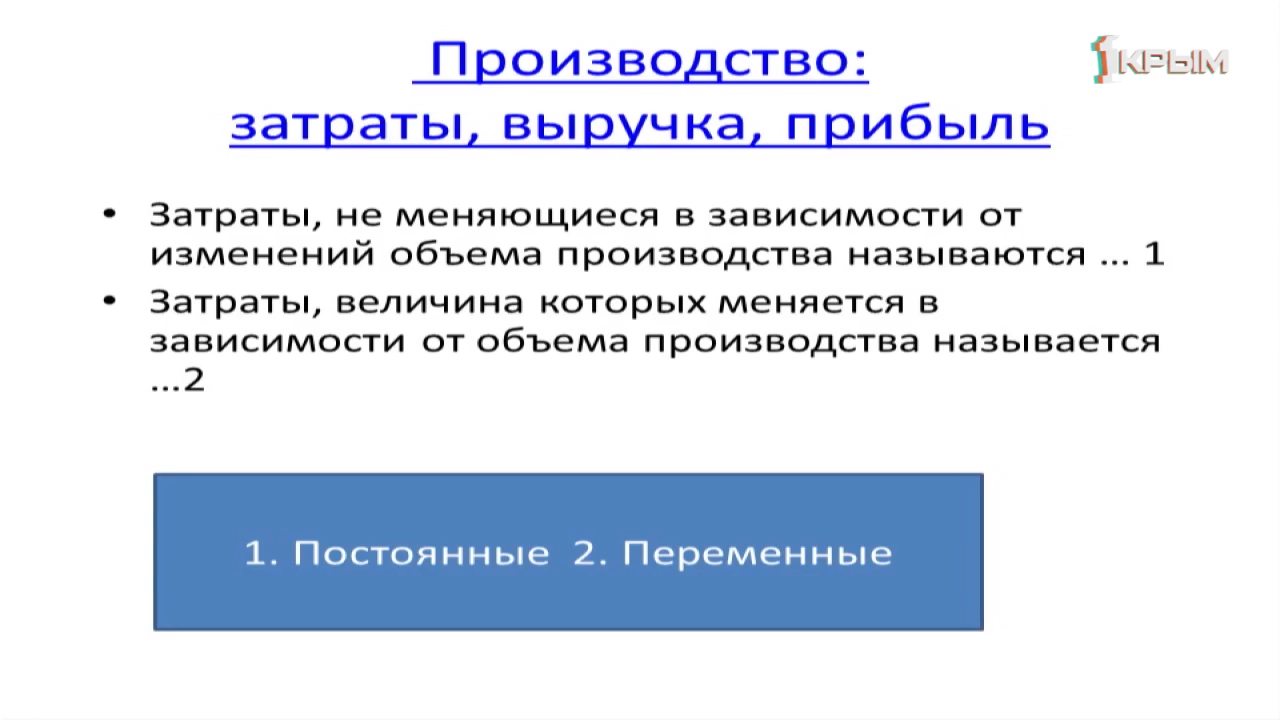 Производство:
затраты, выручка, прибыль
1КРЫМ
• Затраты, не меняющиеся в зависимости от
изменений объема производства называются ... 1
• Затраты, величина которых меняется в
зависимости от объема производства называется
...2
1. Постоянные 2. Переменные